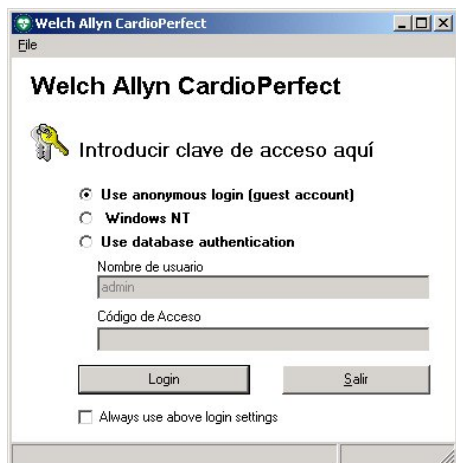 Welch Allyn CardioPerfect
File
Welch Allyn CardioPerfect
Introducir clave de acceso aquí
Use anonymous login (guest account)
Windows NT
Use database authentication
Nombre de usuario
admin
Código de Acceso
Login
Salir
Always use above login settings